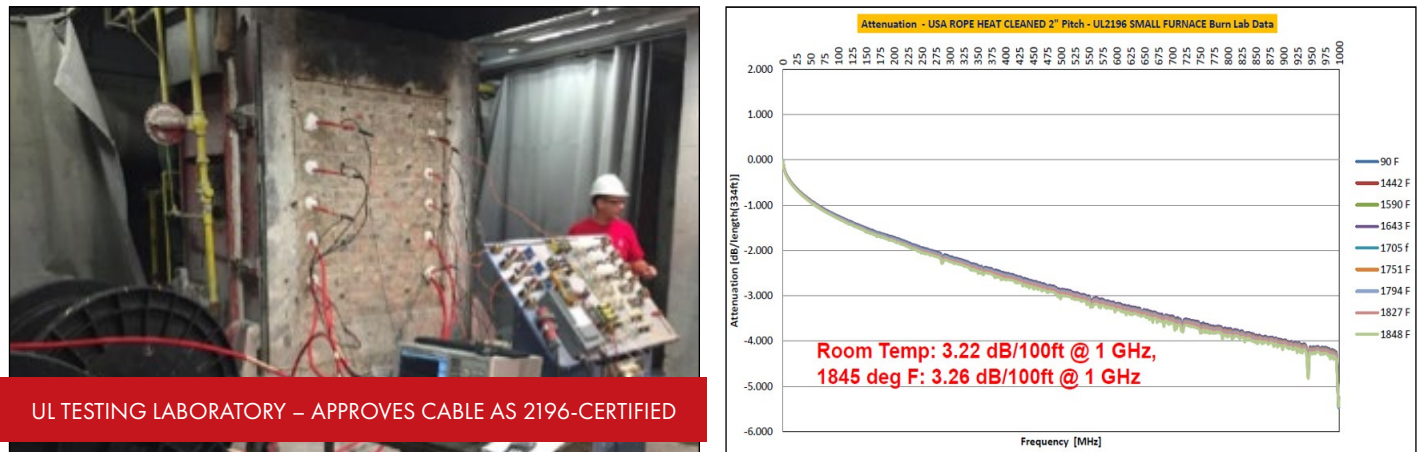 UL TESTING LABORATORY – APPROVES CABLE AS 2196-CERTIFIED
Attenuation - USA ROPE HEAT CLEANED 2" Pitch - UL2196 SMALL FURNACE Burn Lab Data
0 25 50 75 100 125 150 175 200 225 250 275 300 325 350 375 400 425 450 475 500 525 550 575 600 625 650 675 700 725 750 775 800 825 850 875 900 925 950 975 1000
2.000
1.000
0.000
-1.000
-2.000
-3.000
-4.000
-5.000
-6.000
Attenuation [dB/length(334ft)]
Room Temp: 3.22 dB/100ft @ 1 GHz,
1845 deg F: 3.26 dB/100ft @ 1 GHz
Frequency [MHz]
90 F
1442 F
1590 F
1643 F
1705 f
1751 F
1794 F
1827 F
1848 F